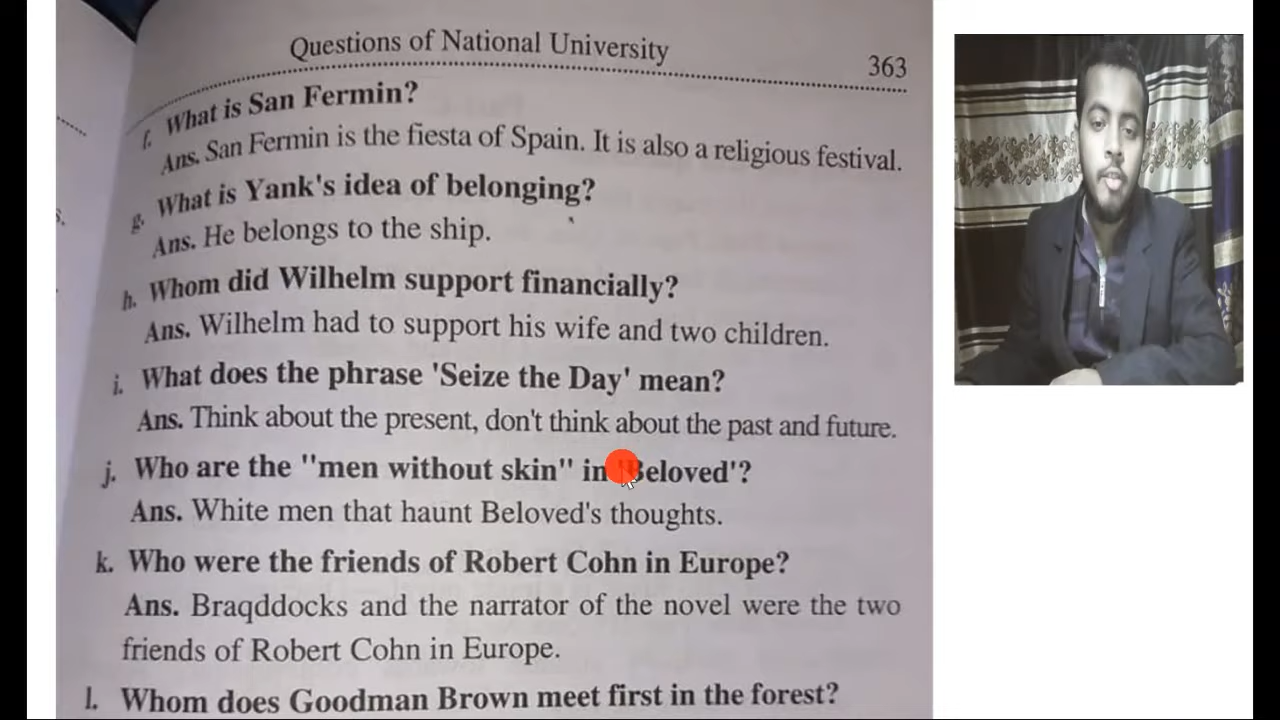 Questions of National University 363
f. What is San Fermin?
Ans. San Fermin is the fiesta of Spain. It is also a religious festival.
g. What is Yank's idea of belonging?
Ans. He belongs to the ship.
h. Whom did Wilhelm support financially?
Ans. Wilhelm had to support his wife and two children.
i. What does the phrase 'Seize the Day' mean?
Ans. Think about the present, don't think about the past and future.
j. Who are the "men without skin" in 'Beloved'?
Ans. White men that haunt Beloved's thoughts.
k. Who were the friends of Robert Cohn in Europe?
Ans. Braqddocks and the narrator of the novel were the two
friends of Robert Cohn in Europe.
l. Whom does Goodman Brown meet first in the forest?